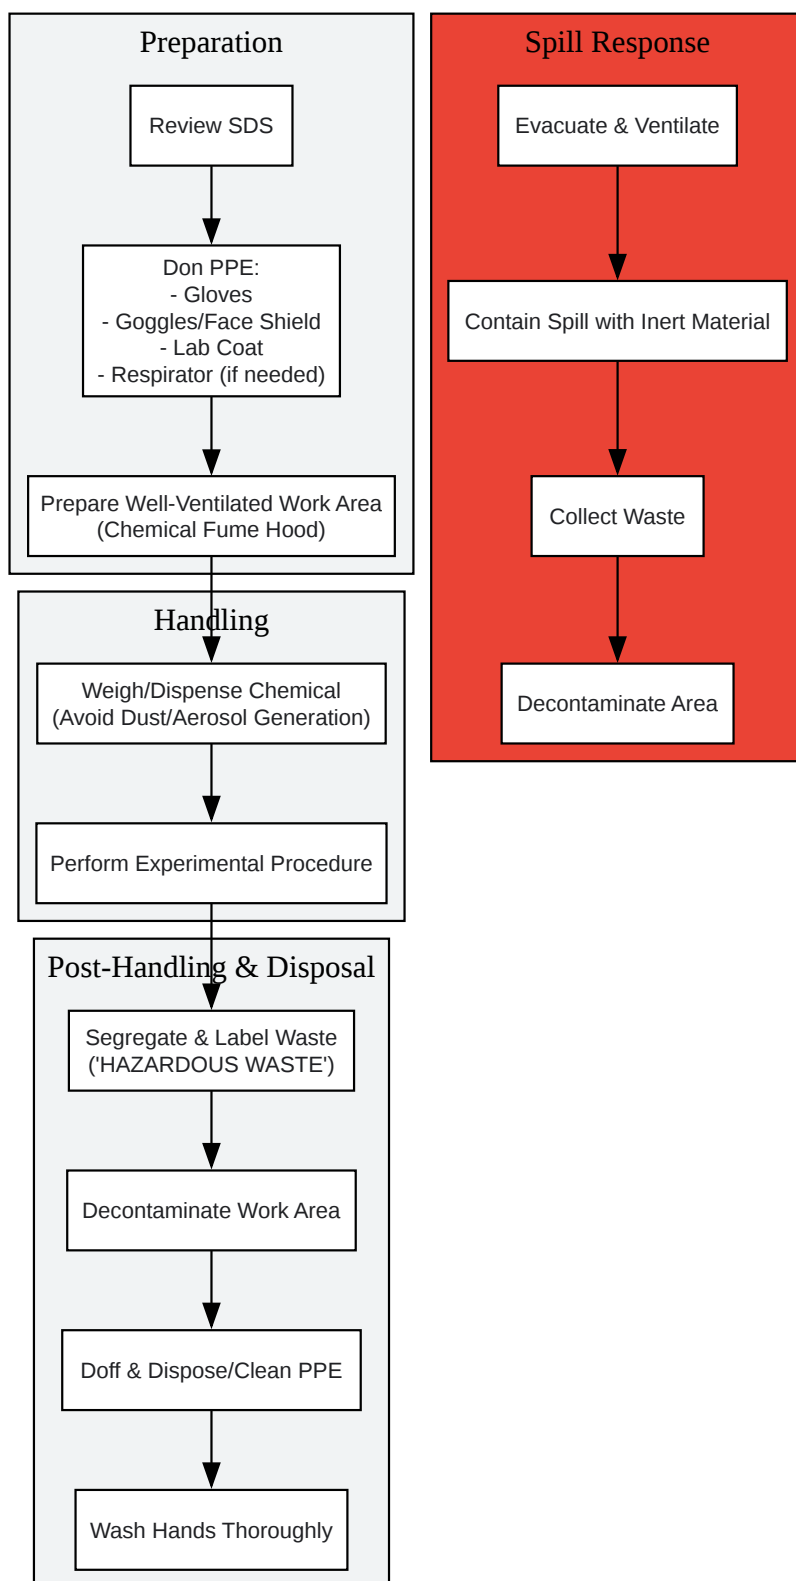 Preparation
Review SDS
Don PPE:
- Gloves
- Goggles/Face Shield
- Lab Coat
- Respirator (if needed)
Prepare Well-Ventilated Work Area
(Chemical Fume Hood)
Handling
Weigh/Dispense Chemical
(Avoid Dust/Aerosol Generation)
Perform Experimental Procedure
Post-Handling & Disposal
Segregate & Label Waste
('HAZARDOUS WASTE')
Decontaminate Work Area
Doff & Dispose/Clean PPE
Wash Hands Thoroughly
Spill Response
Evacuate & Ventilate
Contain Spill with Inert Material
Collect Waste
Decontaminate Area